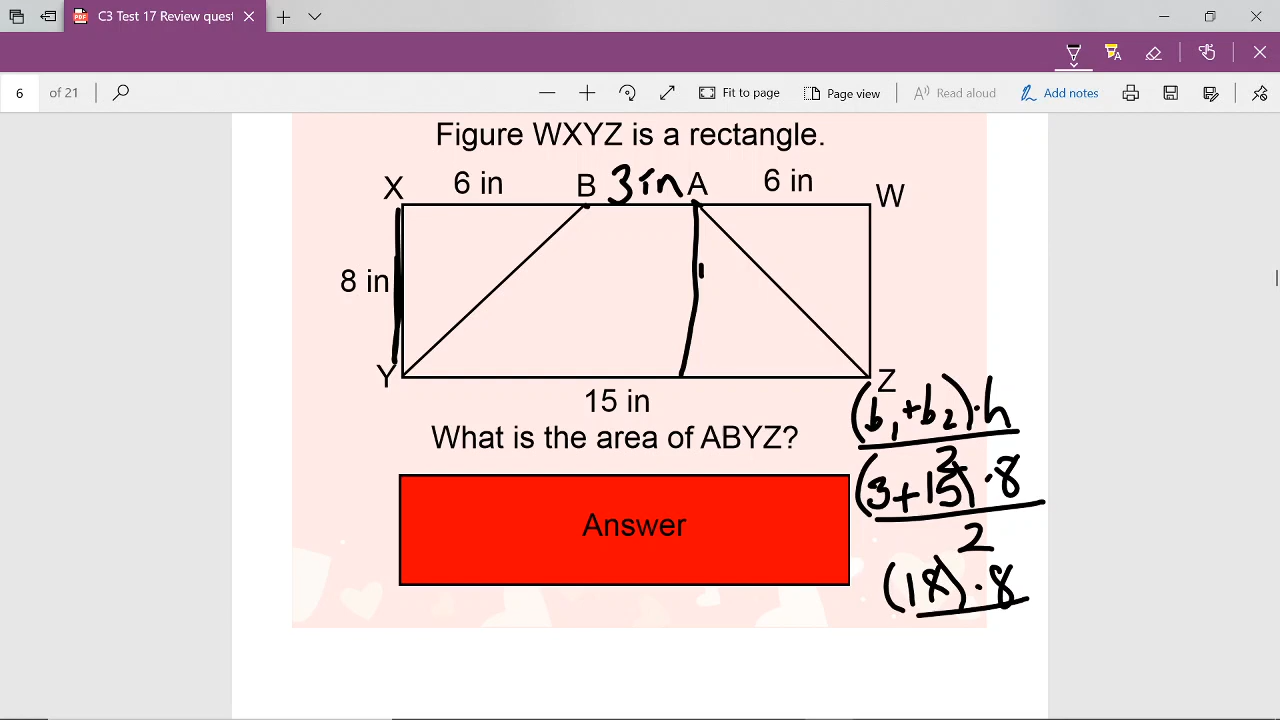 C3 Test 17 Review quest
6 of 21
Fit to page
Page view
Read aloud
Add notes
Figure WXYZ is a rectangle.
X 6 in B 3 in A 6 in W
8 in
Y Z
15 in
What is the area of ABYZ?
Answer
(b1+b2)·h
2
(3+15)·8
2
(18)·8